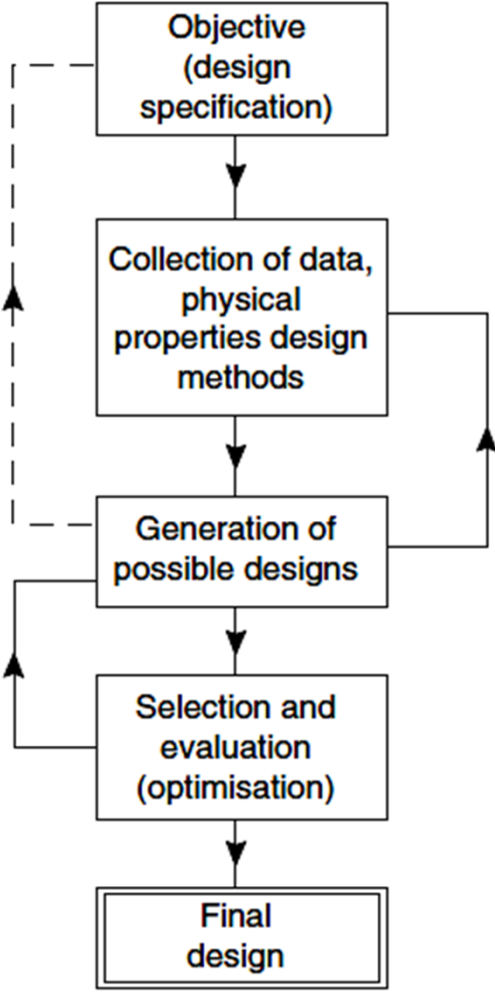 Objective
(design
specification)
Collection of data,
physical
properties design
methods
Generation of
possible designs
Selection and
evaluation
(optimisation)
Final
design